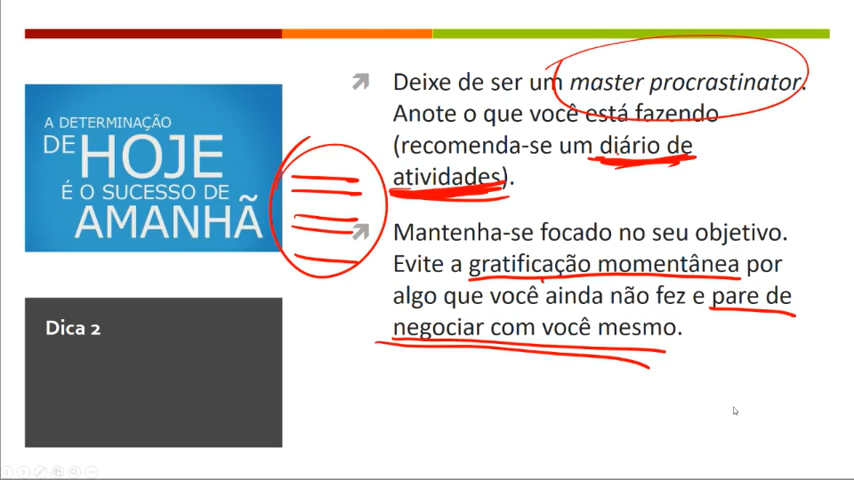 A DETERMINAÇÃO
DE HOJE
É O SUCESSO DE
AMANHÃ
Dica 2
Deixe de ser um master procrastinator.
Anote o que você está fazendo
(recomenda-se um diário de
atividades).
Mantenha-se focado no seu objetivo.
Evite a gratificação momentânea por
algo que você ainda não fez e pare de
negociar com você mesmo.